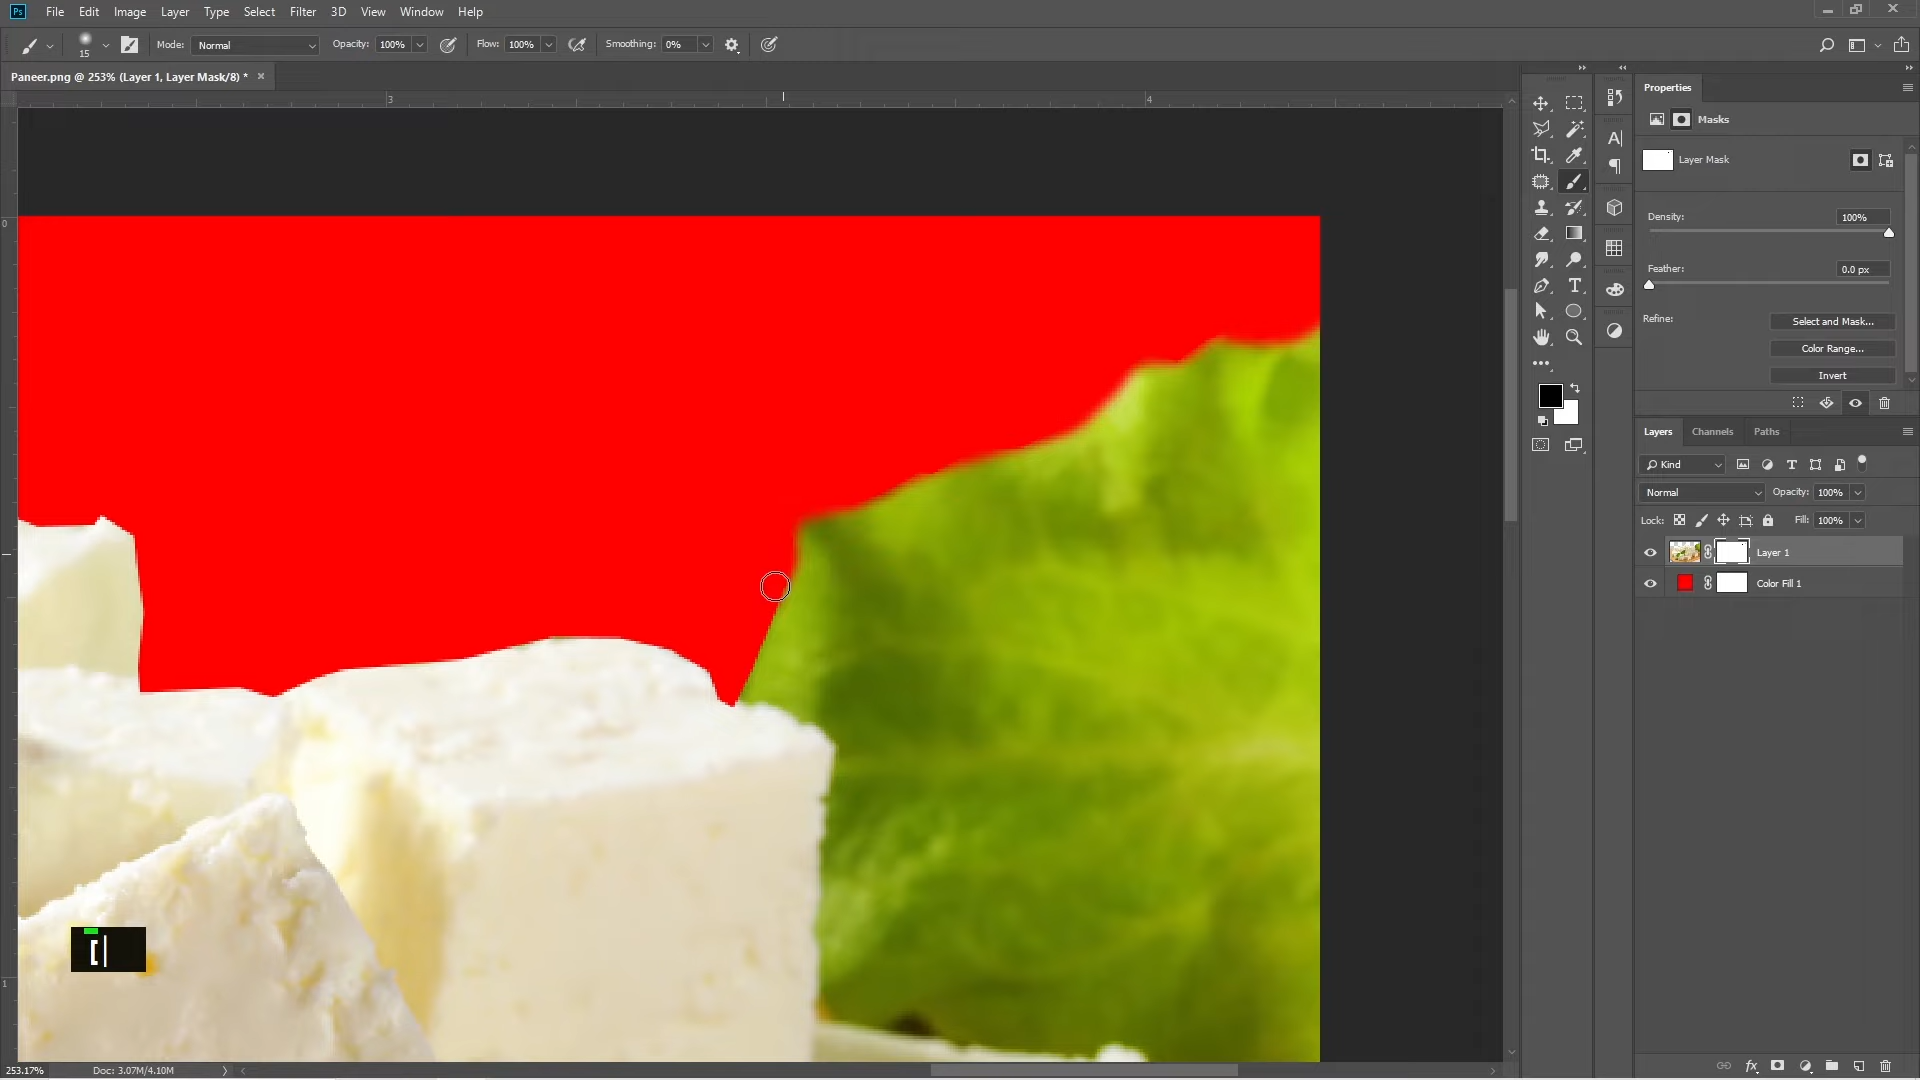 Ps File Edit Image Layer Type Select Filter 3D View Window Help
15 Mode: Normal Opacity: 100% Flow: 100% Smoothing: 0%
Paneer.png @ 253% (Layer 1, Layer Mask/8) * ×
3 4
0
1
[
Properties
Masks
Layer Mask
Density: 100%
Feather: 0.0 px
Refine: Select and Mask...
Color Range...
Invert
Layers Channels Paths
Kind
Normal Opacity: 100%
Lock: Fill: 100%
Layer 1
Color Fill 1
253.17% Doc: 3.07M/4.10M